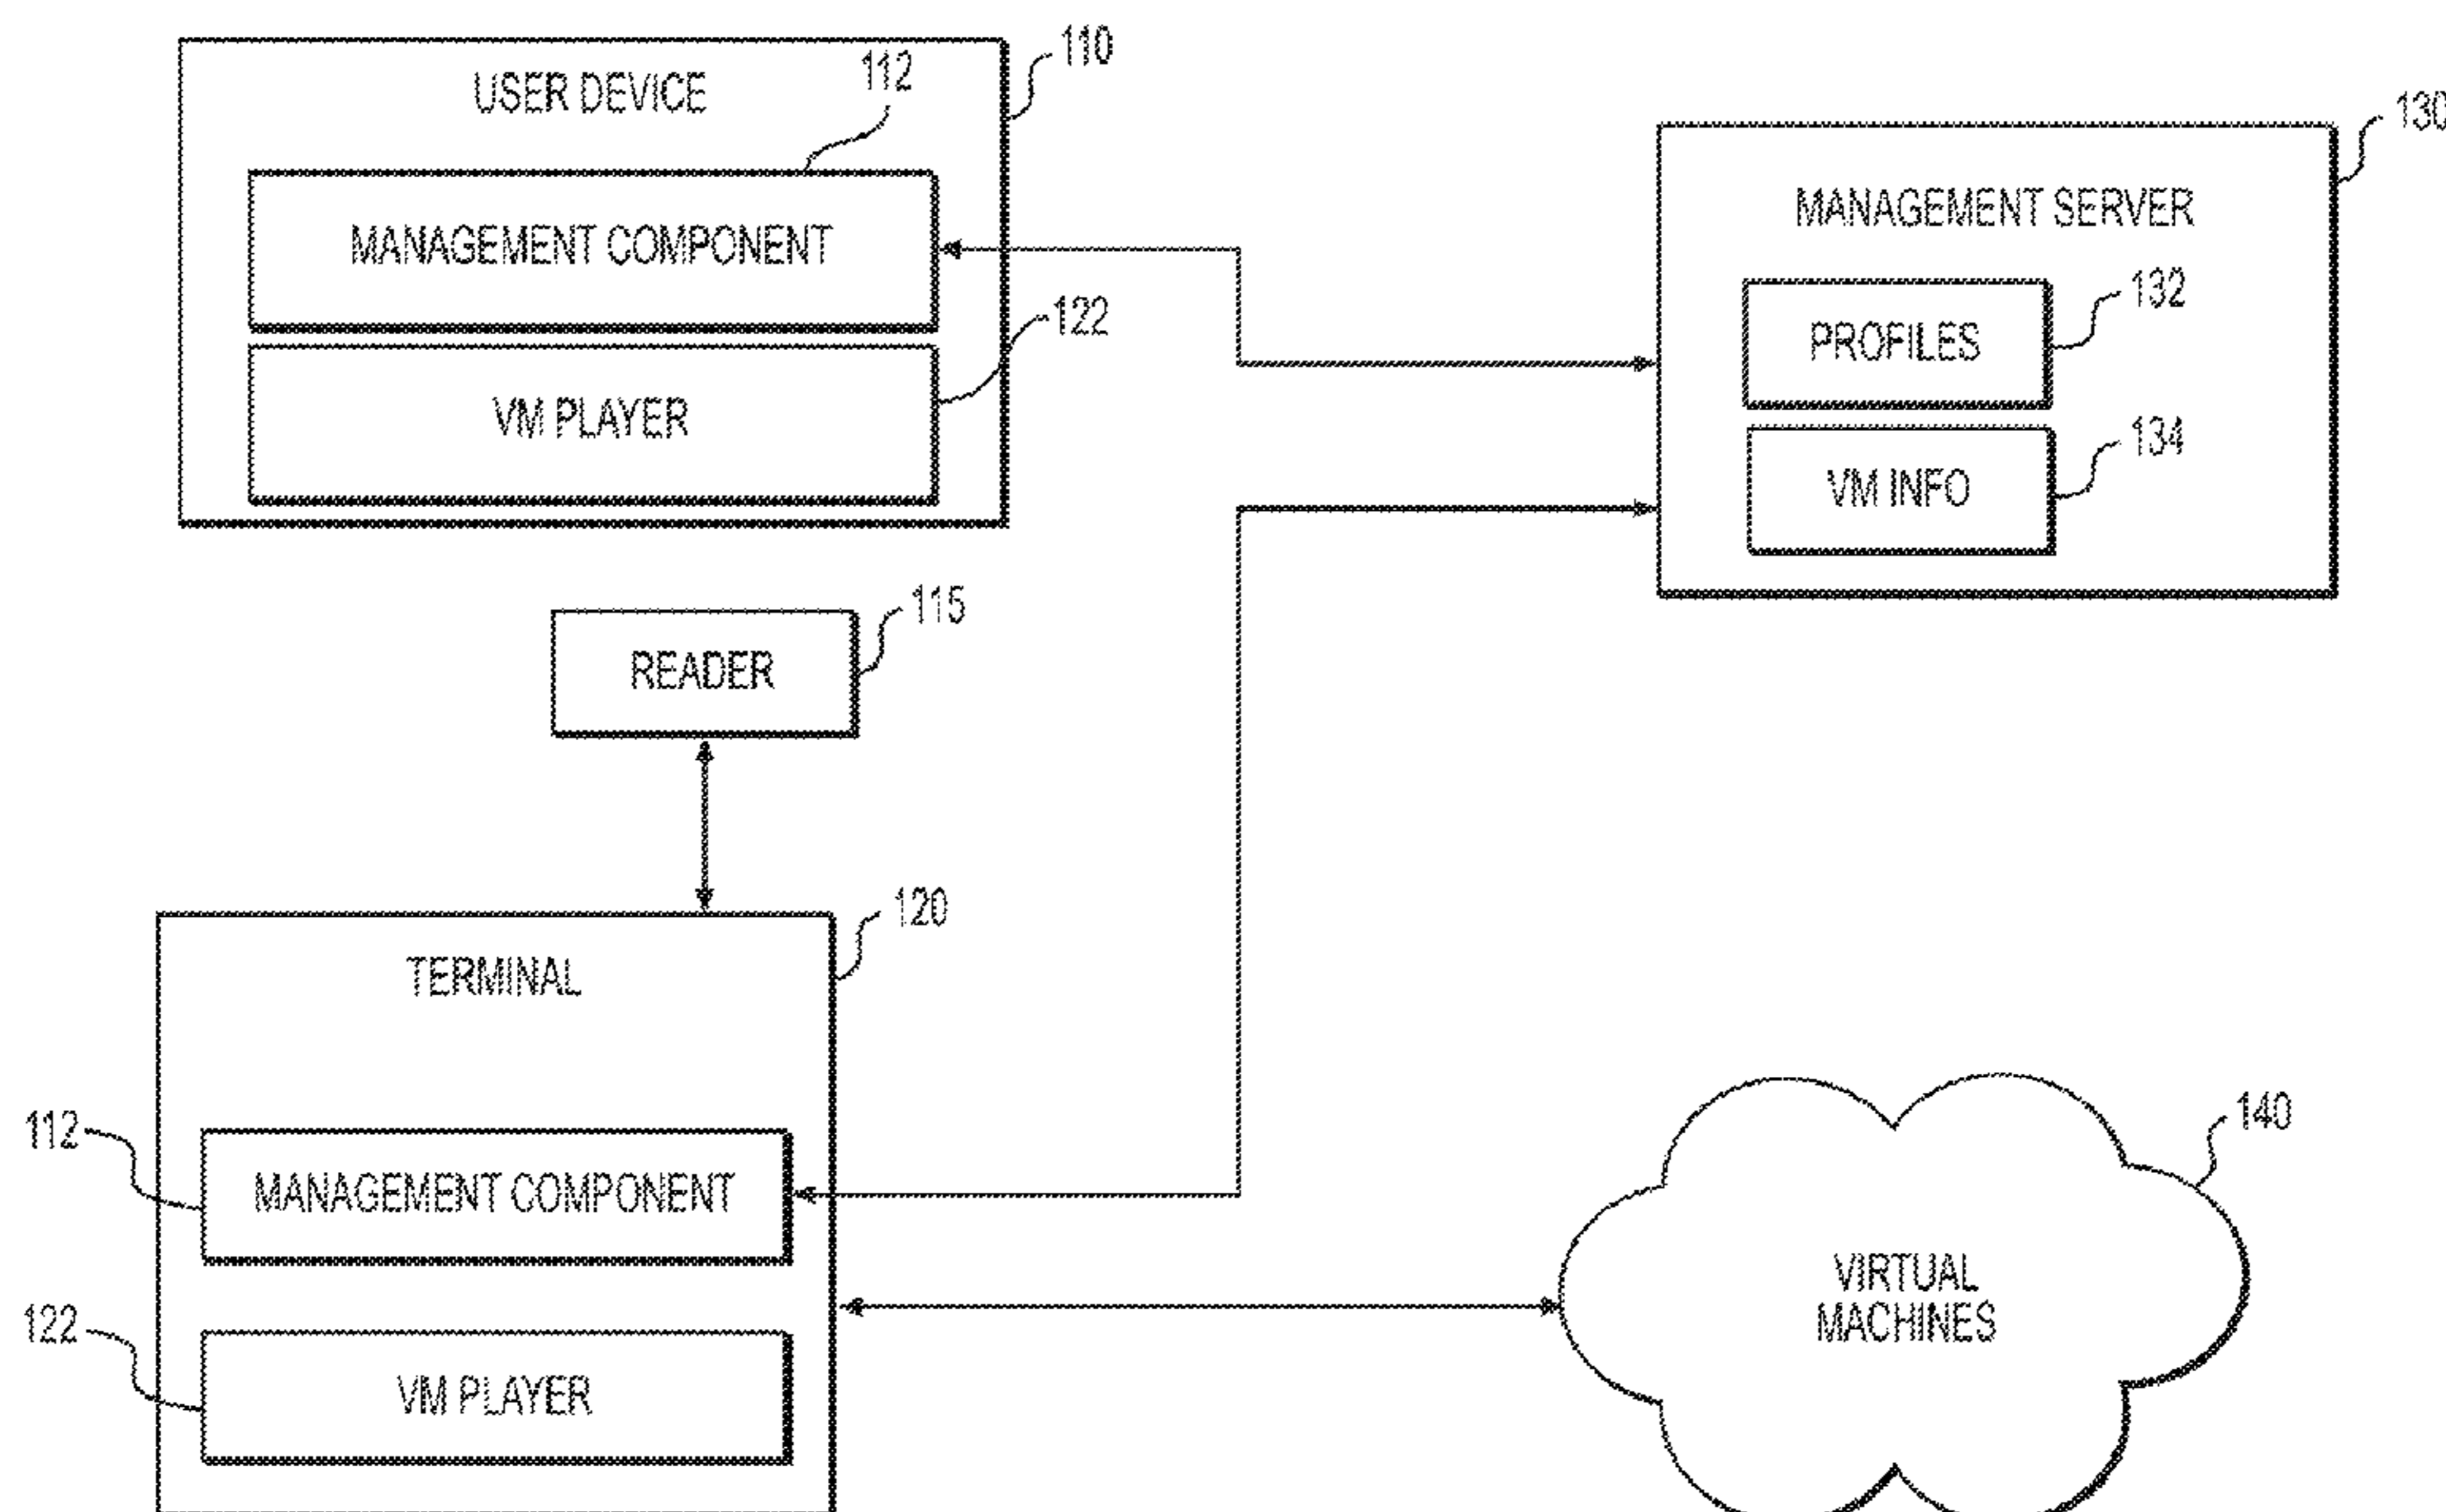 110
USER DEVICE
112
MANAGEMENT COMPONENT
122
VM PLAYER
130
MANAGEMENT SERVER
132
PROFILES
134
VM INFO
115
READER
120
TERMINAL
112
MANAGEMENT COMPONENT
122
VM PLAYER
140
VIRTUAL
MACHINES